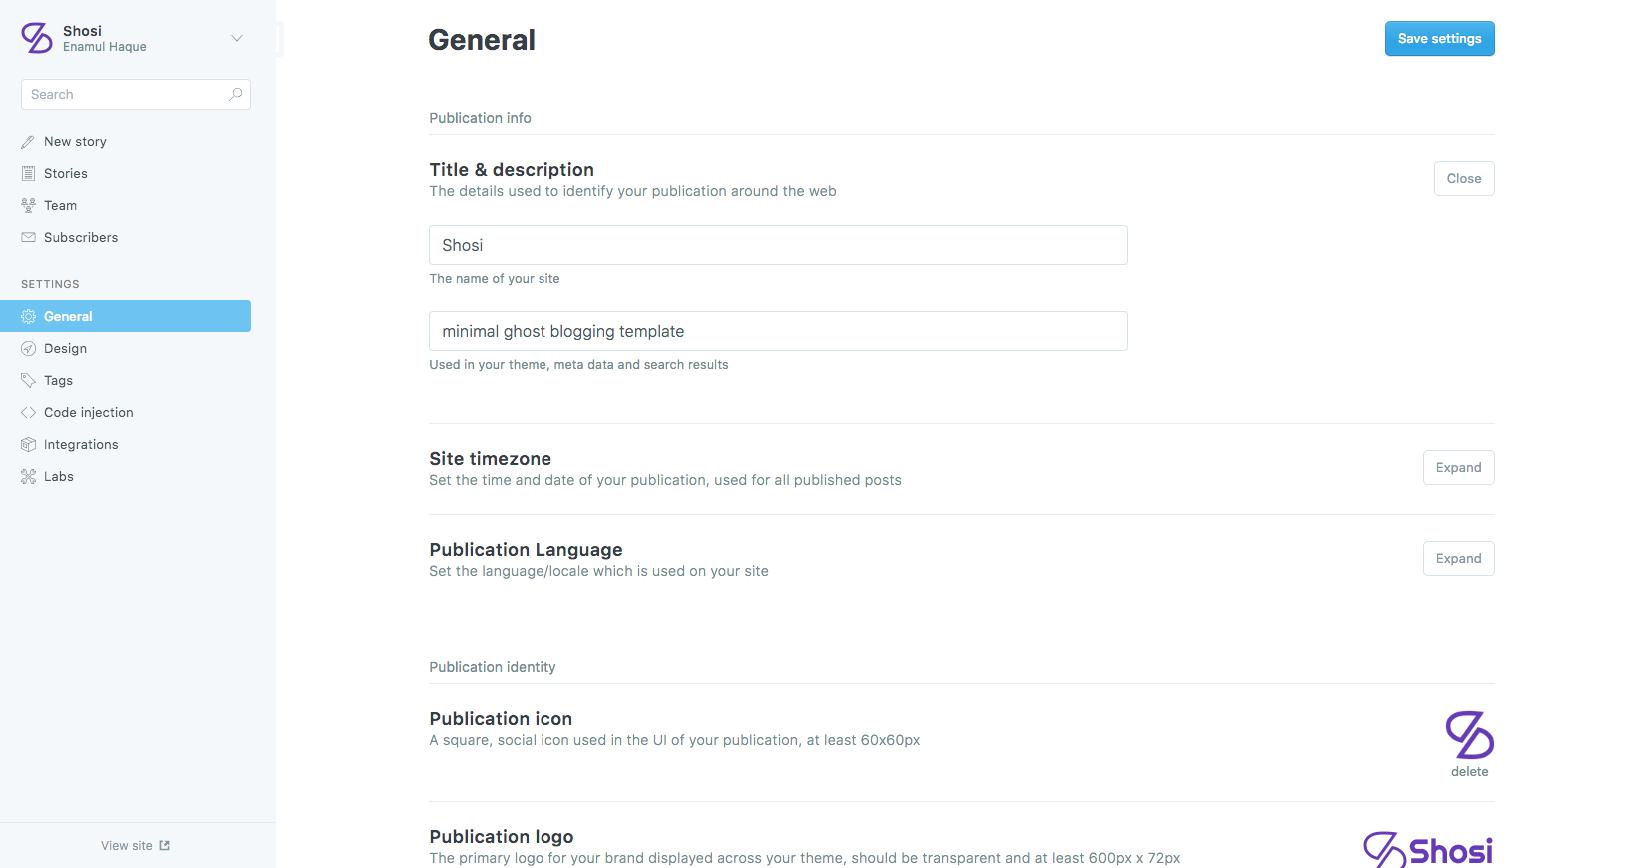 Shosi
Enamul Haque
Search
New story
Stories
Team
Subscribers
SETTINGS
General
Design
Tags
Code injection
Integrations
Labs
View site
General
Save settings
Publication info
Title & description
The details used to identify your publication around the web
Close
Shosi
The name of your site
minimal ghost blogging template
Used in your theme, meta data and search results
Site timezone
Set the time and date of your publication, used for all published posts
Expand
Publication Language
Set the language/locale which is used on your site
Expand
Publication identity
Publication icon
A square, social icon used in the UI of your publication, at least 60x60px
delete
Publication logo
The primary logo for your brand displayed across your theme, should be transparent and at least 600px x 72px
Shosi